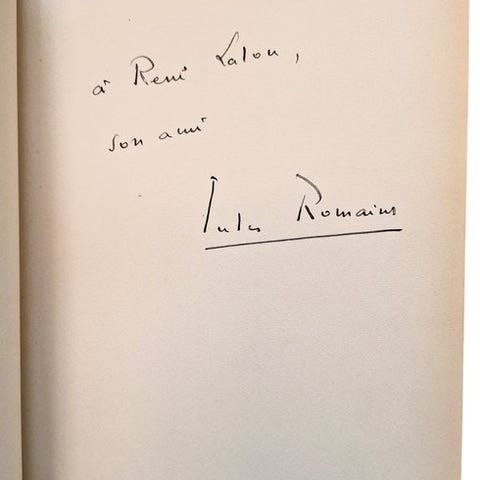 à René Lalou,
son ami
Jules Romains